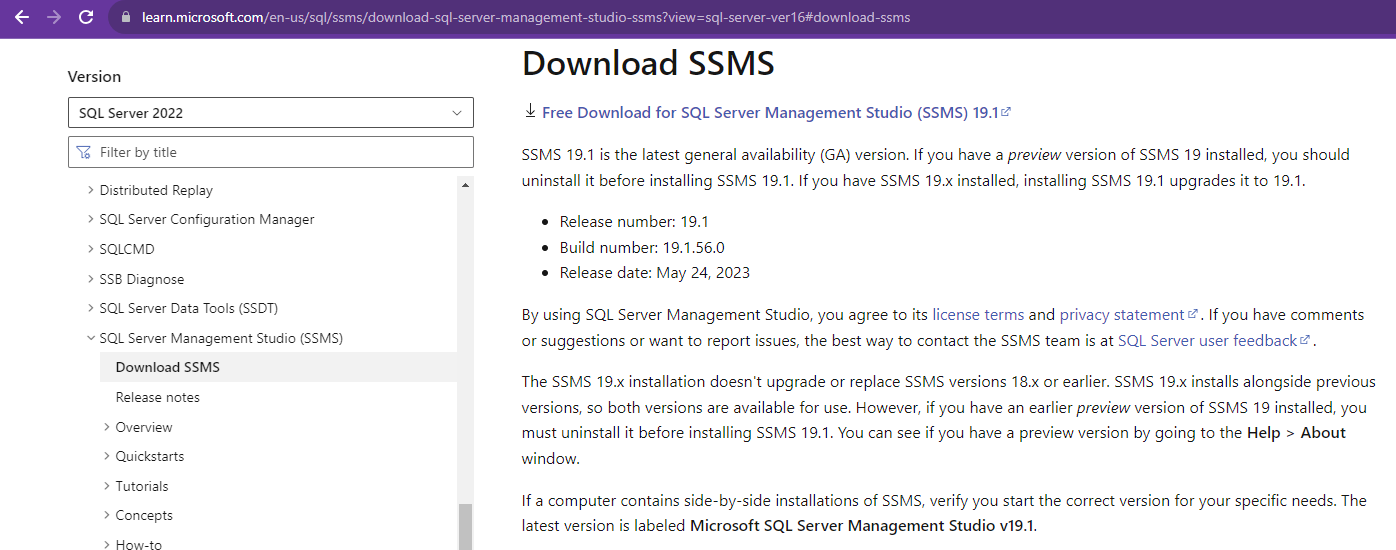 learn.microsoft.com/en-us/sql/ssms/download-sql-server-management-studio-ssms?view=sql-server-ver16#download-ssms
Version
SQL Server 2022
Filter by title
Distributed Replay
SQL Server Configuration Manager
SQLCMD
SSB Diagnose
SQL Server Data Tools (SSDT)
SQL Server Management Studio (SSMS)
Download SSMS
Release notes
Overview
Quickstarts
Tutorials
Concepts
How-to
Download SSMS
Free Download for SQL Server Management Studio (SSMS) 19.1
SSMS 19.1 is the latest general availability (GA) version. If you have a preview version of SSMS 19 installed, you should
uninstall it before installing SSMS 19.1. If you have SSMS 19.x installed, installing SSMS 19.1 upgrades it to 19.1.
• Release number: 19.1
• Build number: 19.1.56.0
• Release date: May 24, 2023
By using SQL Server Management Studio, you agree to its license terms and privacy statement. If you have comments
or suggestions or want to report issues, the best way to contact the SSMS team is at SQL Server user feedback.
The SSMS 19.x installation doesn't upgrade or replace SSMS versions 18.x or earlier. SSMS 19.x installs alongside previous
versions, so both versions are available for use. However, if you have an earlier preview version of SSMS 19 installed, you
must uninstall it before installing SSMS 19.1. You can see if you have a preview version by going to the Help > About
window.
If a computer contains side-by-side installations of SSMS, verify you start the correct version for your specific needs. The
latest version is labeled Microsoft SQL Server Management Studio v19.1.